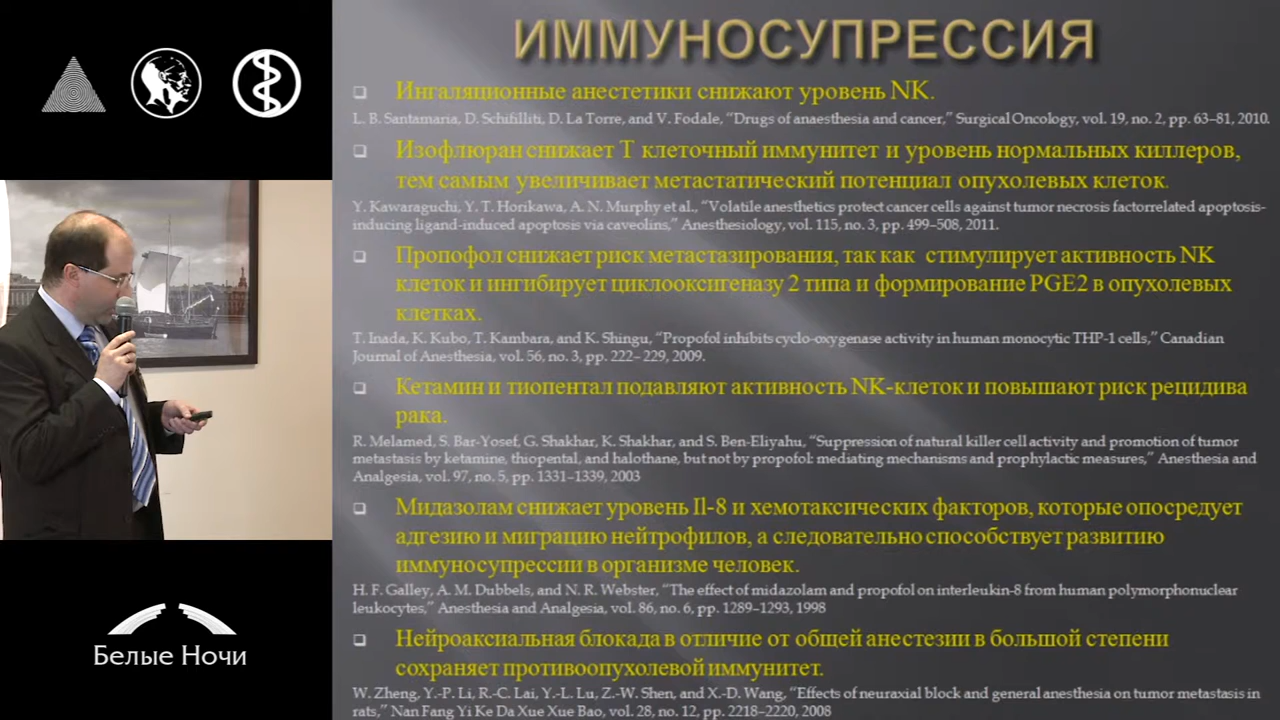 ИММУНОСУПРЕССИЯ
Ингаляционные анестетики снижают уровень NK.
L. B. Santamaria, D. Schifilliti, D. La Torre, and V. Fodale, “Drugs of anaesthesia and cancer,” Surgical Oncology, vol. 19, no. 2, pp. 63–81, 2010.
Изофлюран снижает Т клеточный иммунитет и уровень нормальных киллеров,
тем самым увеличивает метастатический потенциал опухолевых клеток.
Y. Kawaraguchi, Y. T. Horikawa, A. N. Murphy et al., “Volatile anesthetics protect cancer cells against tumor necrosis factorrelated apoptosis-
inducing ligand-induced apoptosis via caveolins,” Anesthesiology, vol. 115, no. 3, pp. 499–508, 2011.
Пропофол снижает риск метастазирования, так как стимулирует активность NK
клеток и ингибирует циклооксигеназу 2 типа и формирование PGE2 в опухолевых
клетках.
T. Inada, K. Kubo, T. Kambara, and K. Shingu, “Propofol inhibits cyclo-oxygenase activity in human monocytic THP-1 cells,” Canadian
Journal of Anesthesia, vol. 56, no. 3, pp. 222– 229, 2009.
Кетамин и тиопентал подавляют активность NK-клеток и повышают риск рецидива
рака.
R. Melamed, S. Bar-Yosef, G. Shakhar, K. Shakhar, and S. Ben-Eliyahu, “Suppression of natural killer cell activity and promotion of tumor
metastasis by ketamine, thiopental, and halothane, but not by propofol: mediating mechanisms and prophylactic measures,” Anesthesia and
Analgesia, vol. 97, no. 5, pp. 1331–1339, 2003
Мидазолам снижает уровень Il-8 и хемотаксических факторов, которые опосредует
адгезию и миграцию нейтрофилов, а следовательно способствует развитию
иммуносупрессии в организме человек.
H. F. Galley, A. M. Dubbels, and N. R. Webster, “The effect of midazolam and propofol on interleukin-8 from human polymorphonuclear
leukocytes,” Anesthesia and Analgesia, vol. 86, no. 6, pp. 1289–1293, 1998
Нейроаксиальная блокада в отличие от общей анестезии в большой степени
сохраняет противоопухолевой иммунитет.
W. Zheng, Y.-P. Li, R.-C. Lai, Y.-L. Lu, Z.-W. Shen, and X.-D. Wang, “Effects of neuraxial block and general anesthesia on tumor metastasis in
rats,” Nan Fang Yi Ke Da Xue Xue Bao, vol. 28, no. 12, pp. 2218–2220, 2008
Белые Ночи